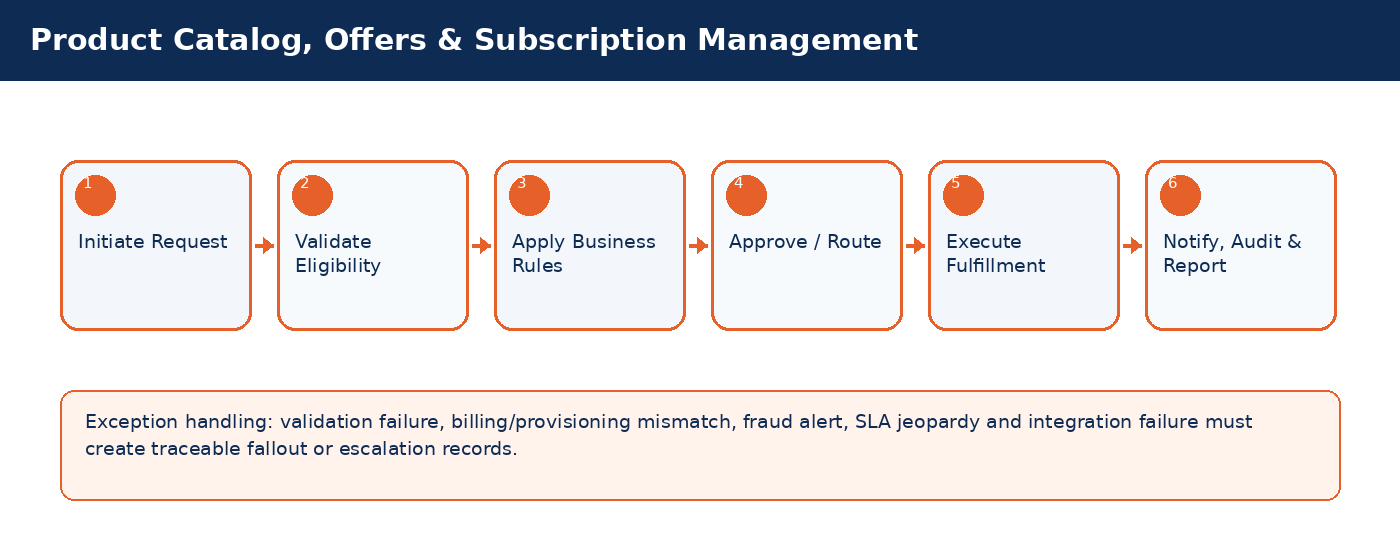 Product Catalog, Offers & Subscription Management
1
Initiate Request
2
Validate
Eligibility
3
Apply Business
Rules
4
Approve / Route
5
Execute
Fulfillment
6
Notify, Audit &
Report
Exception handling: validation failure, billing/provisioning mismatch, fraud alert, SLA jeopardy and integration failure must
create traceable fallout or escalation records.